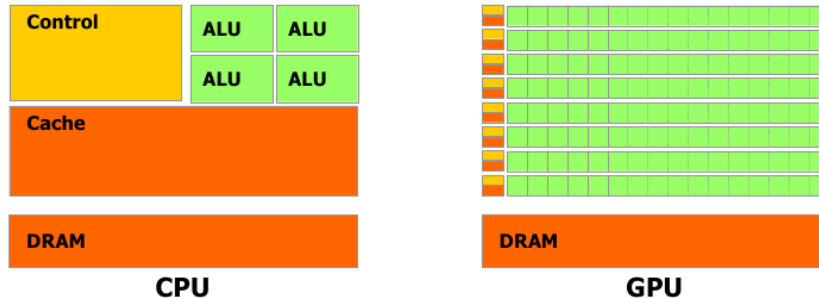 Control
ALU ALU
ALU ALU
Cache
DRAM
CPU
DRAM
GPU